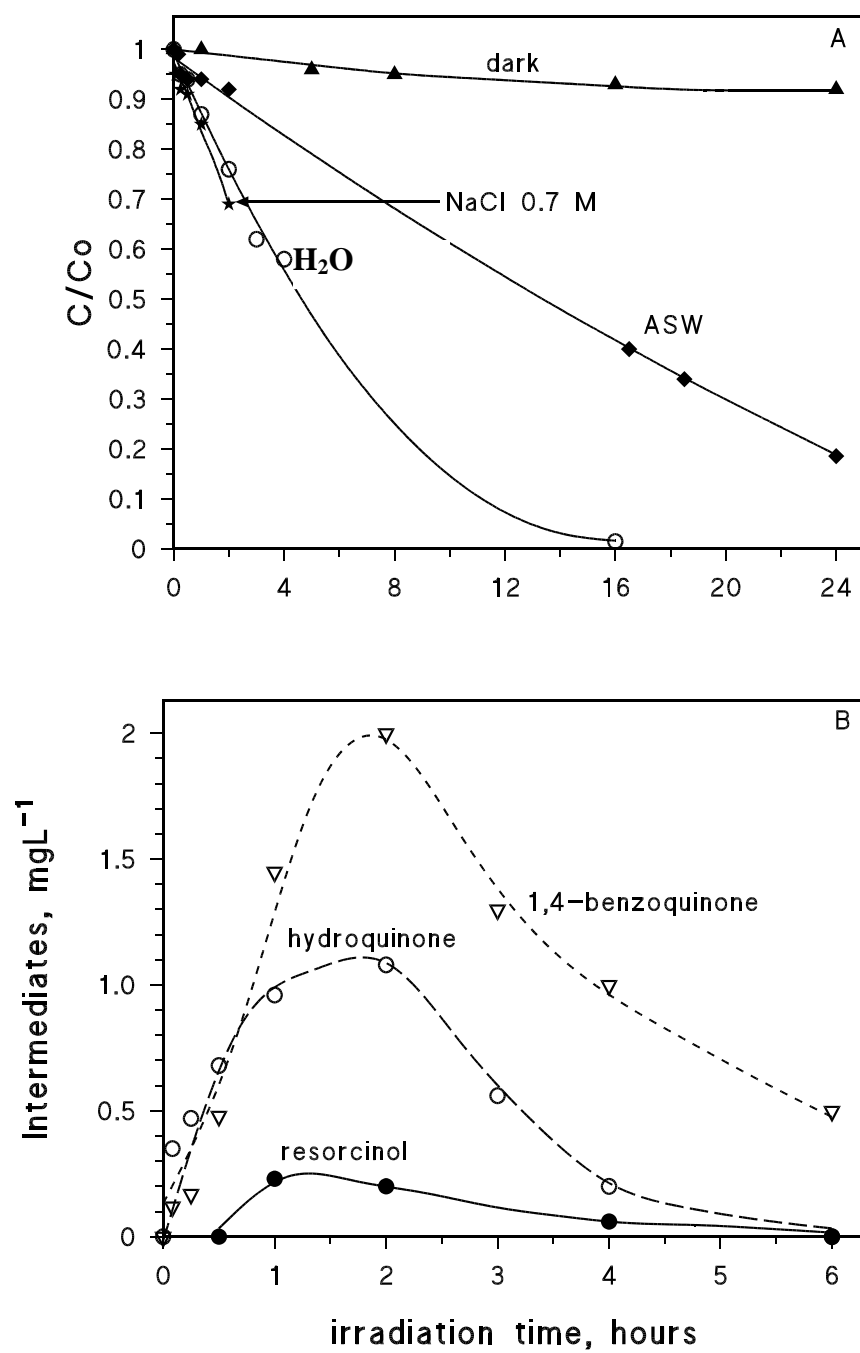 A
1
dark
0.9
0.8
0.7
NaCl 0.7 M
0.6
H₂O
C/Co
0.5
ASW
0.4
0.3
0.2
0.1
0
0 4 8 12 16 20 24
B
2
Intermediates, mgL⁻¹
1.5
1,4-benzoquinone
hydroquinone
1.0
0.5
resorcinol
0
0 1 2 3 4 5 6
irradiation time, hours